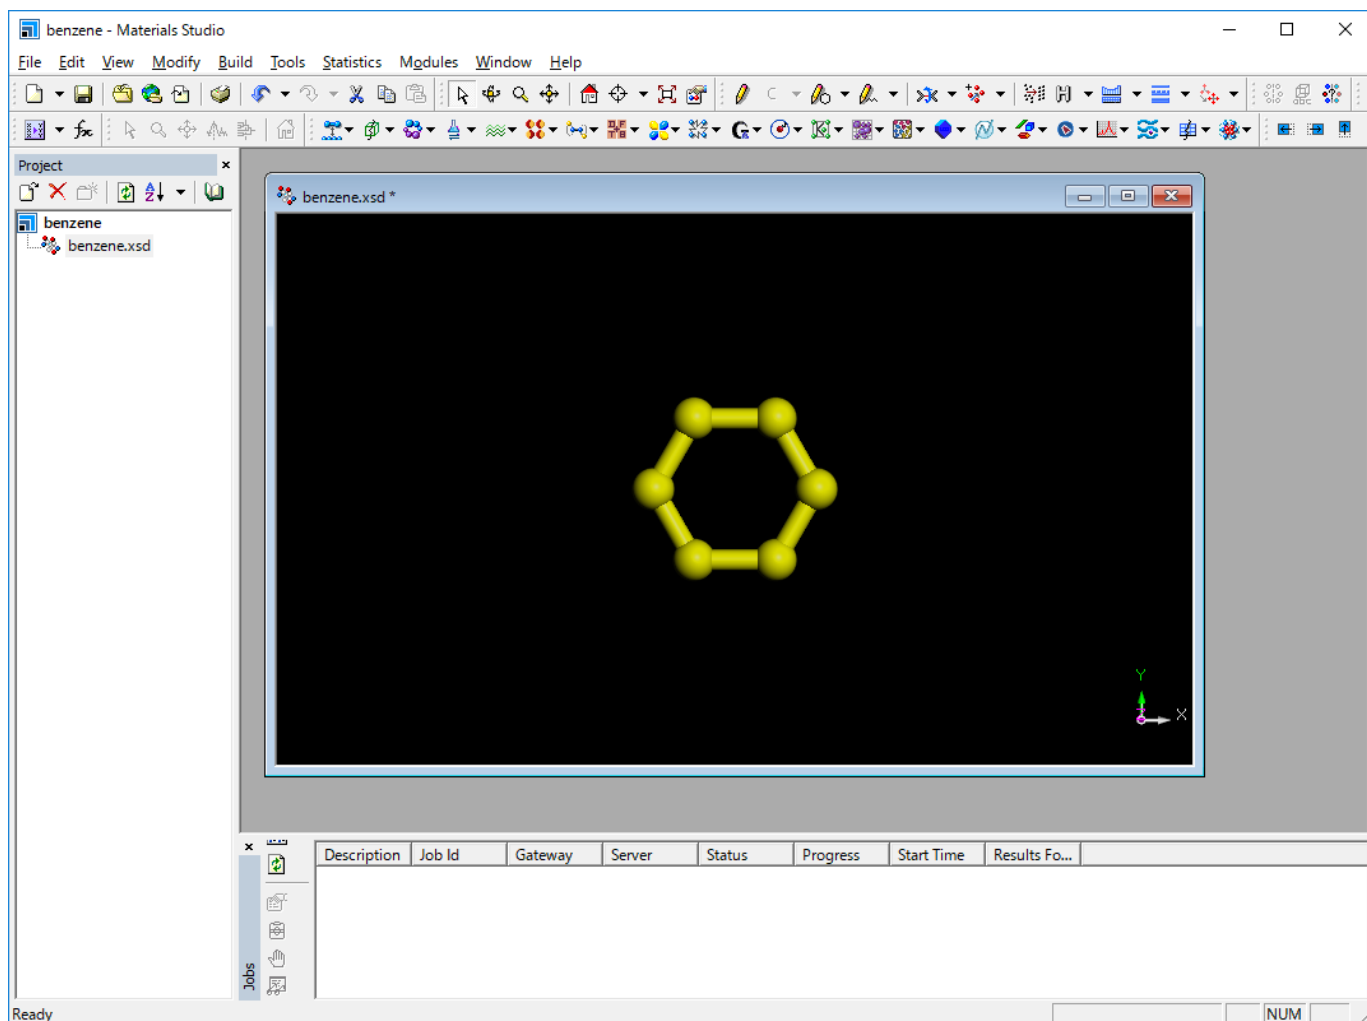 benzene - Materials Studio
File Edit View Modify Build Tools Statistics Modules Window Help
Project
benzene
benzene.xsd
benzene.xsd *
Y
X
Description Job Id Gateway Server Status Progress Start Time Results Fo...
Jobs
Ready
NUM